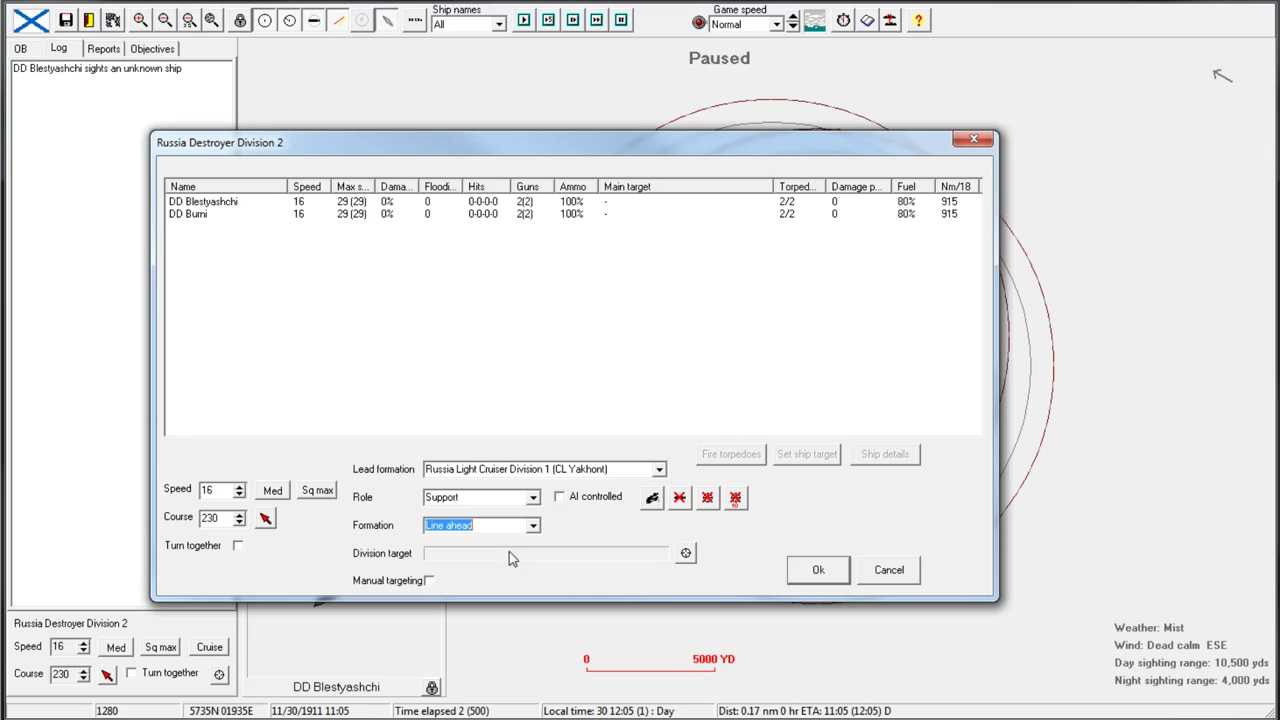 Ship names
All
Game speed
Normal
OB
Log
Reports
Objectives
DD Blestyashchi sights an unknown ship
Paused
Russia Destroyer Division 2
Name Speed Max s... Dama... Floodi... Hits Guns Ammo Main target Torped... Damage p... Fuel Nm/18
DD Blestyashchi 16 29 (29) 0% 0 0-0-0-0 2(2) 100% - 2/2 0 80% 915
DD Burni 16 29 (29) 0% 0 0-0-0-0 2(2) 100% - 2/2 0 80% 915
Fire torpedoes
Set ship target
Ship details
Lead formation Russia Light Cruiser Division 1 (CL Yakhont)
Speed 16 Med Sq max
Role Support
AI controlled
10
Course 230
Formation Line ahead
Turn together
Division target
Ok
Cancel
Manual targeting
Russia Destroyer Division 2
Speed 16 Med Sq max Cruise
Course 230 Turn together
DD Blestyashchi
0 5000 YD
Weather: Mist
Wind: Dead calm ESE
Day sighting range: 10,500 yds
Night sighting range: 4,000 yds
1280
5735N 01935E
11/30/1911 11:05
Time elapsed 2 (500)
Local time: 30 12:05 (1) : Day
Dist: 0.17 nm 0 hr ETA: 11:05 (12:05) D